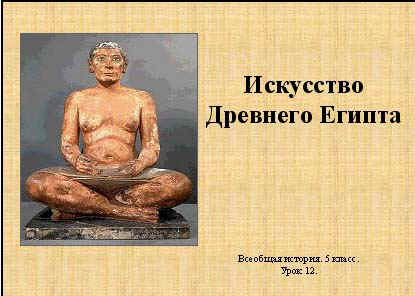 Искусство
Древнего Египта
Всеобщая история. 5 класс.
Урок 12.